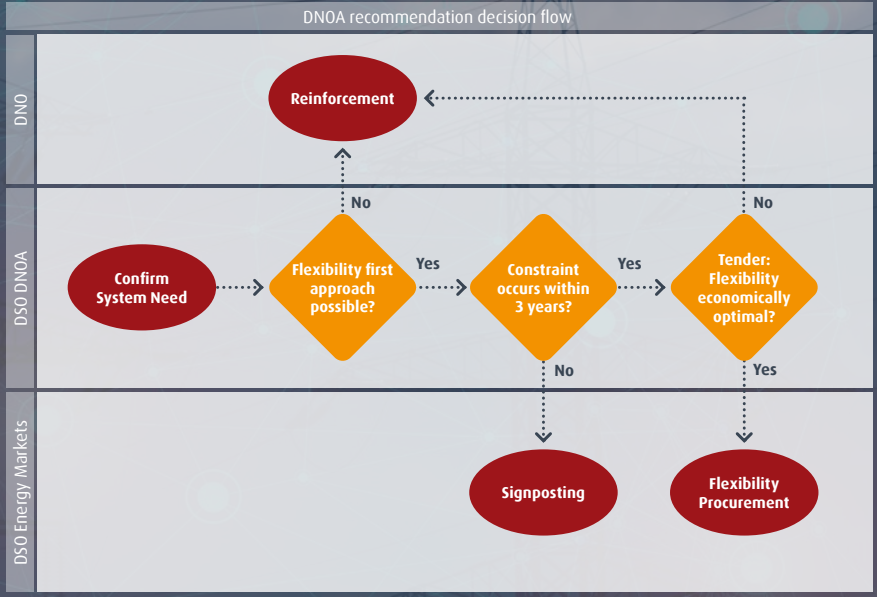 DNOA recommendation decision flow
DNO
Reinforcement
No
No
DSO DNOA
Confirm
System Need
Flexibility first
approach
possible?
Yes
Constraint
occurs within
3 years?
Yes
Tender:
Flexibility
economically
optimal?
No
Yes
DSO Energy Markets
Signposting
Flexibility
Procurement